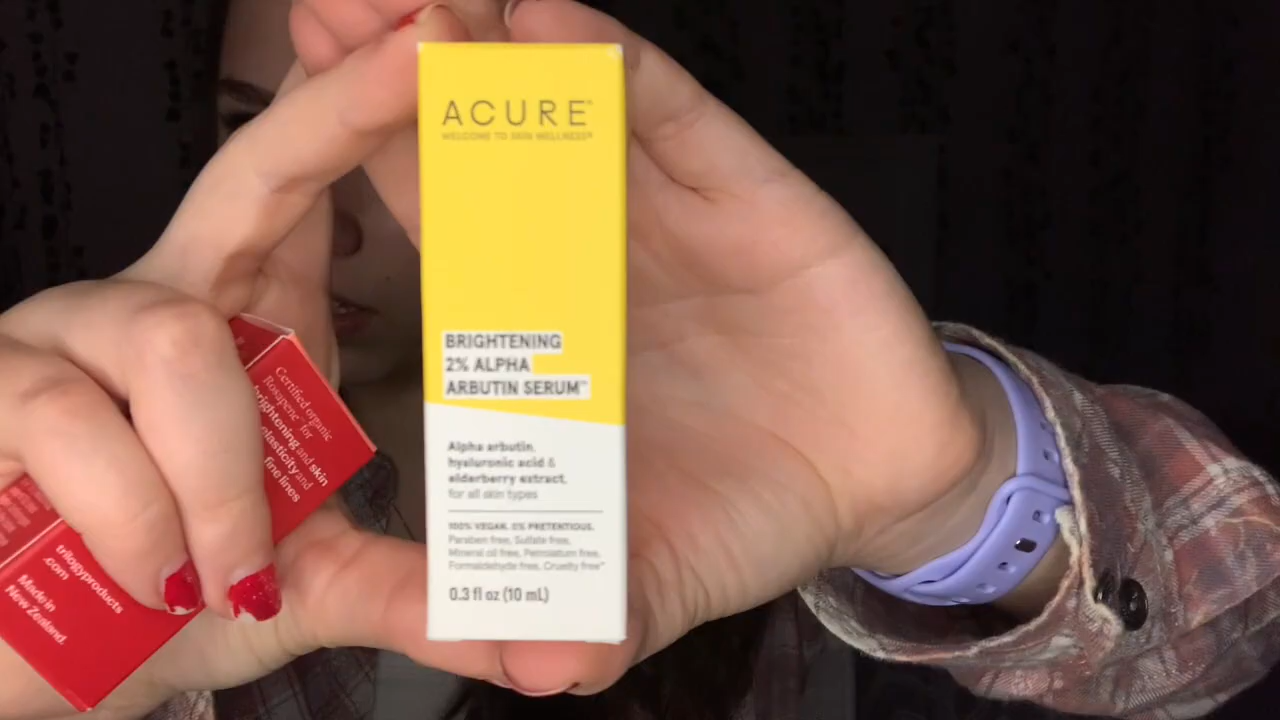 ACURE®
WELCOME TO SKIN WELLNESS®
BRIGHTENING
2% ALPHA
ARBUTIN SERUM™
Alpha arbutin,
hyaluronic acid &
elderberry extract,
for all skin types
100% VEGAN. 0% PRETENTIOUS.
Paraben free, Sulfate free,
Mineral oil free, Petrolatum free,
Formaldehyde free, Cruelty free™
0.3 fl oz (10 mL)
Certified organic
Rosapene™ for
brightening and skin
elasticity and
fine lines
trilogyproducts
.com
Made in
New Zealand.